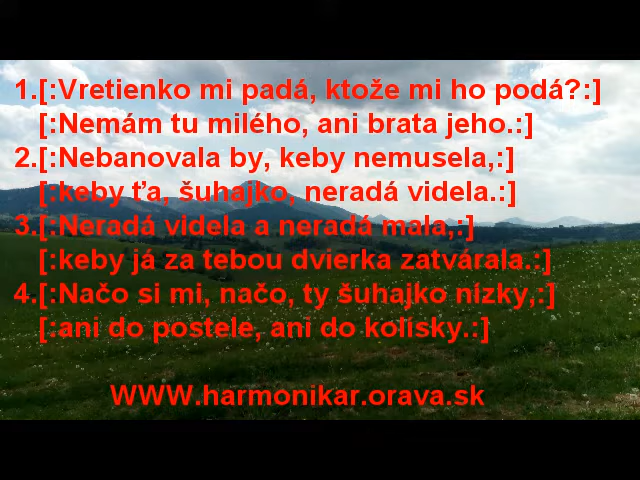 1.[:Vretienko mi padá, ktože mi ho podá?:]
[:Nemám tu milého, ani brata jeho.:]
2.[:Nebanovala by, keby nemusela,:]
[:keby ťa, šuhajko, neradá videla.:]
3.[:Neradá videla a neradá mala,:]
[:keby já za tebou dvierka zatvárala.:]
4.[:Načo si mi, načo, ty šuhajko nízky,:]
[:ani do postele, ani do kolísky.:]
WWW.harmonikar.orava.sk